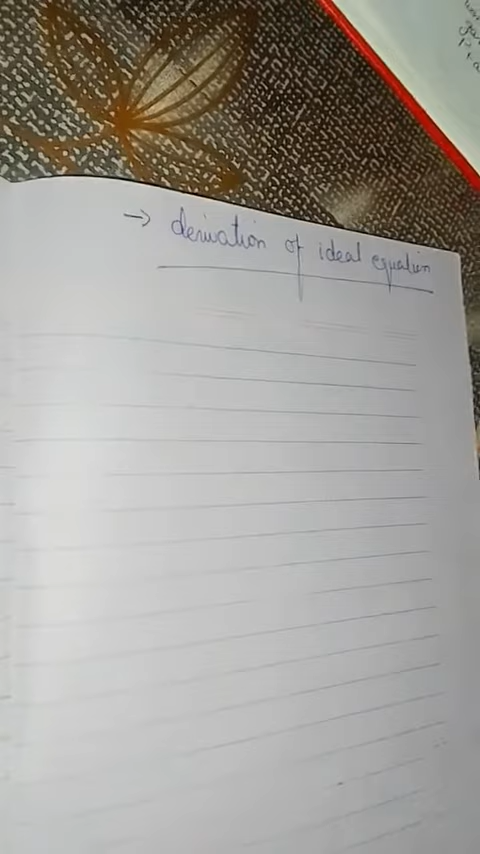 → derivation of ideal equation